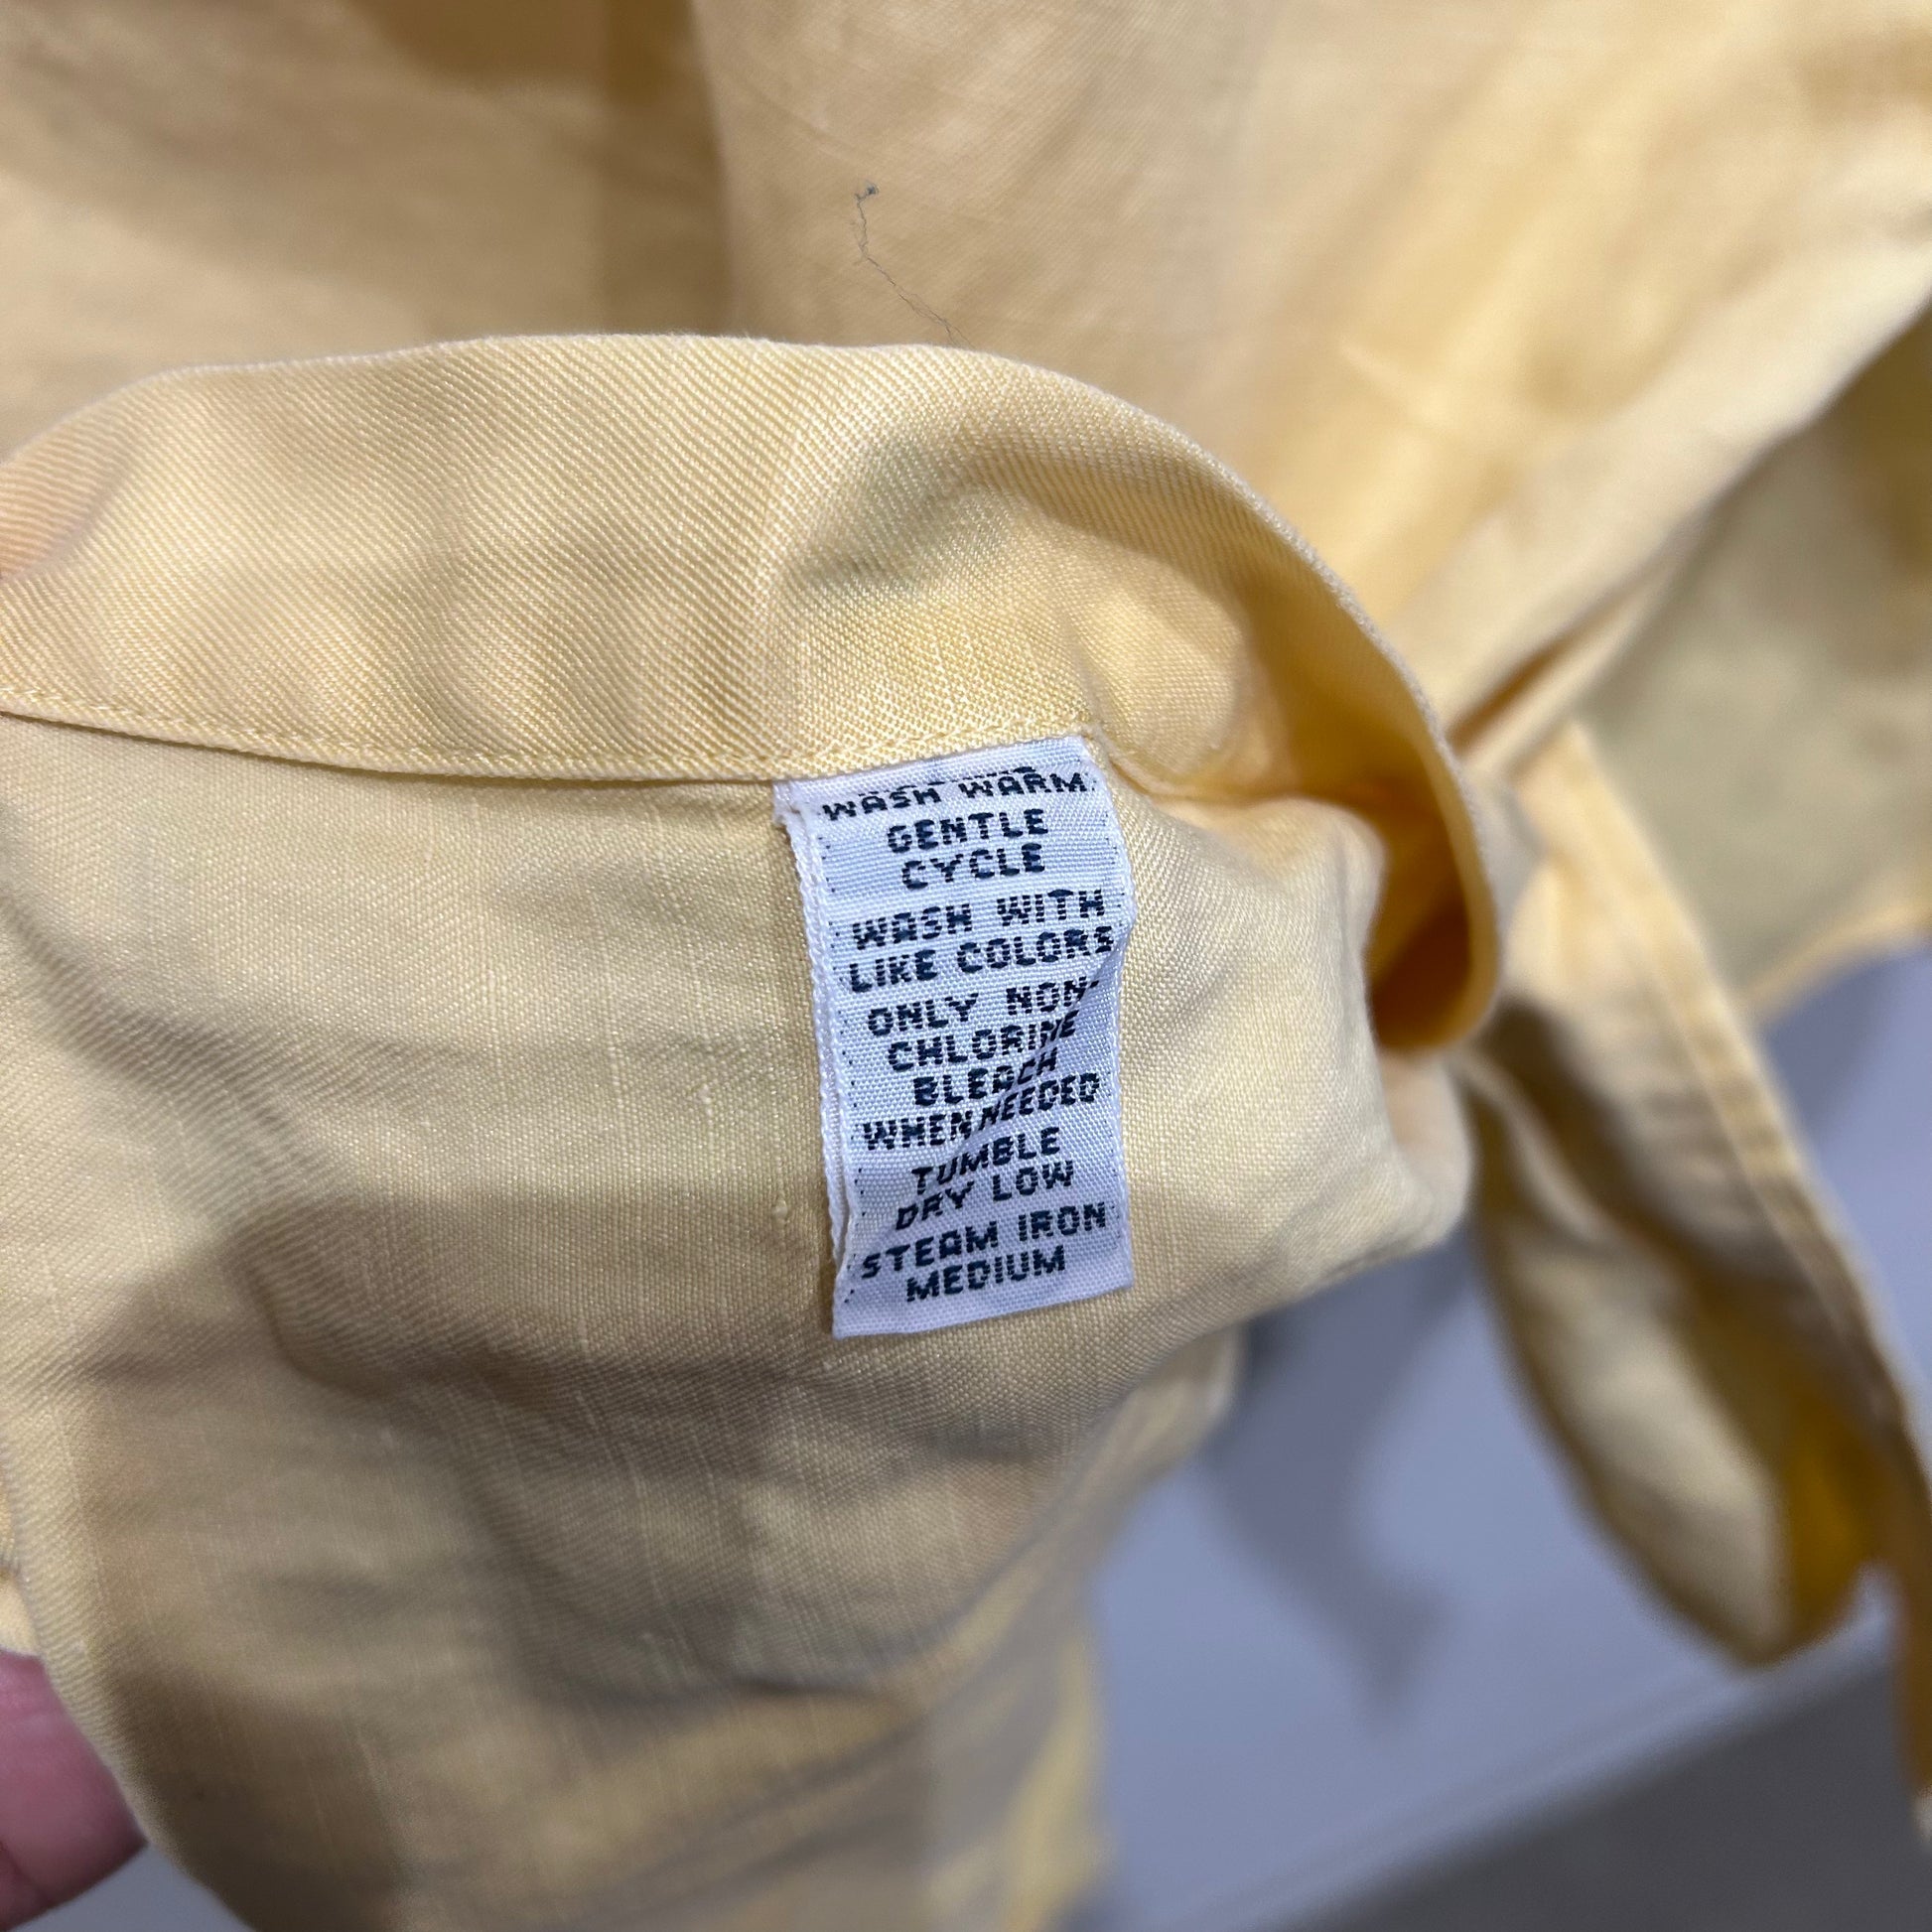 WASH WARM
GENTLE
CYCLE
WASH WITH
LIKE COLORS
ONLY NON-
CHLORINE
BLEACH
WHEN NEEDED
TUMBLE
DRY LOW
STEAM IRON
MEDIUM